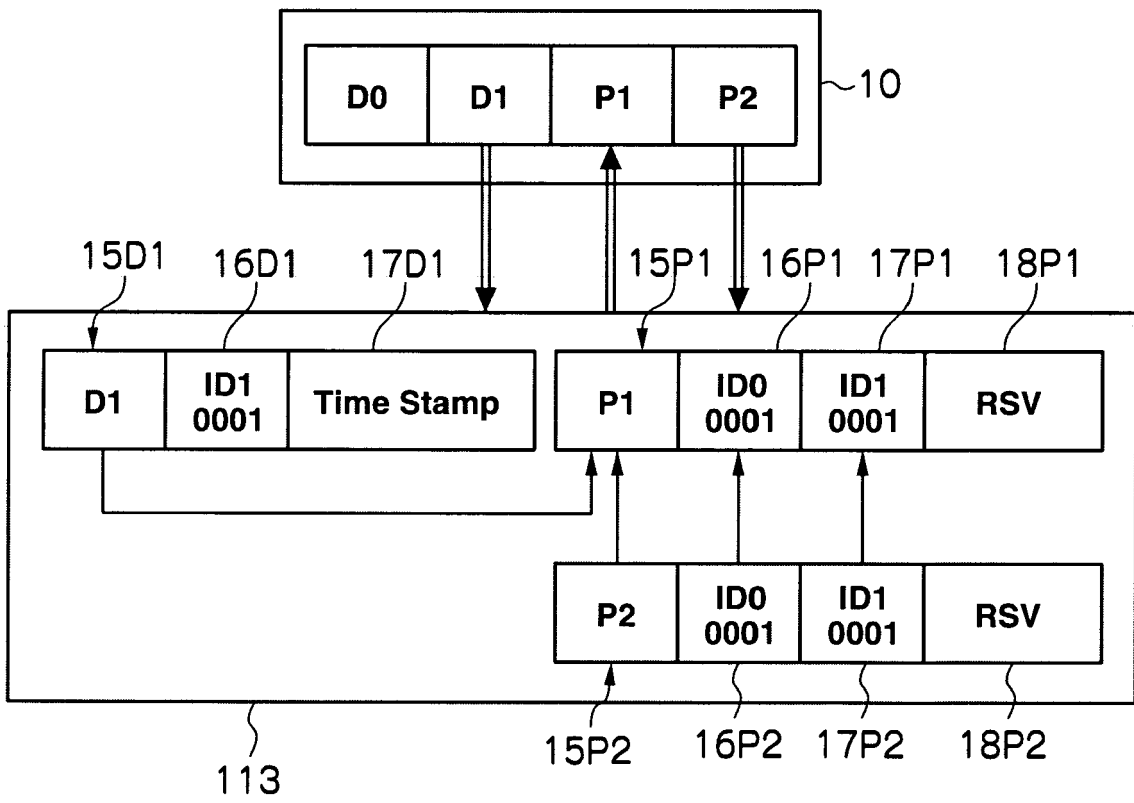 D0 D1 P1 P2
10
15D1 16D1 17D1 15P1 16P1 17P1 18P1
D1 ID1 0001 Time Stamp P1 ID0 0001 ID1 0001 RSV
P2 ID0 0001 ID1 0001 RSV
113
15P2 16P2 17P2 18P2